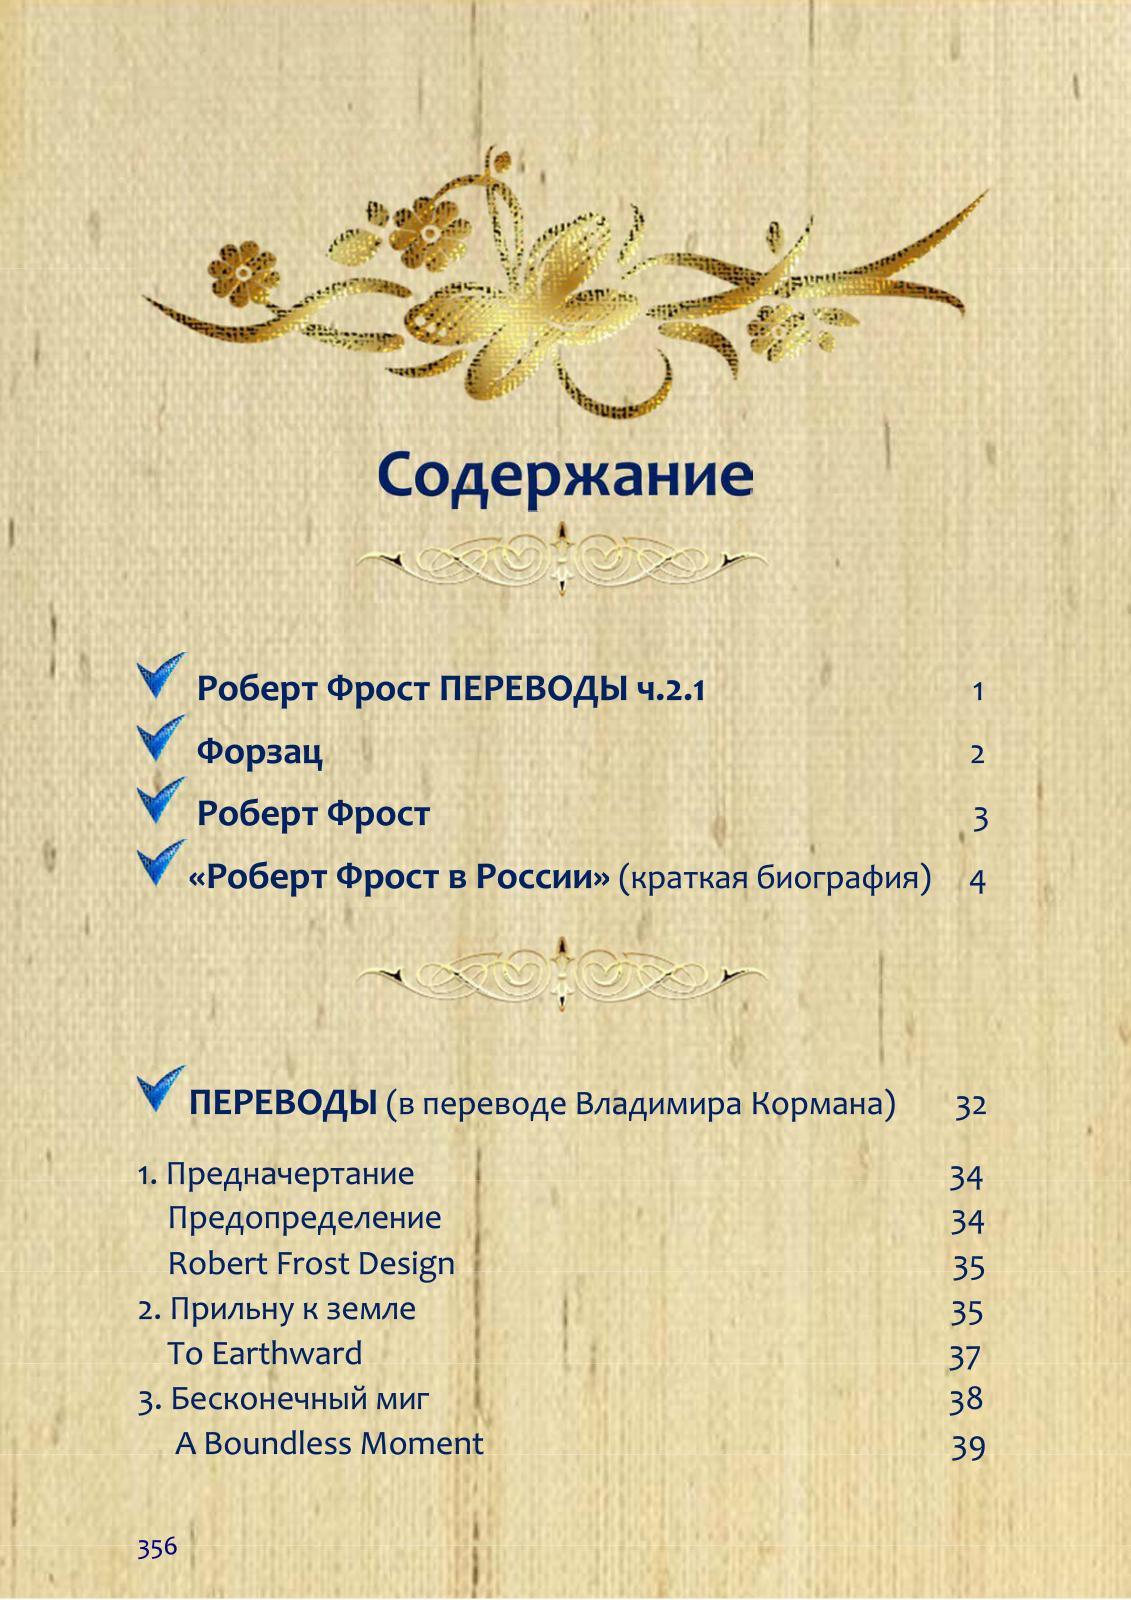 Содержание
Роберт Фрост ПЕРЕВОДЫ ч.2.1 1
Форзац 2
Роберт Фрост 3
«Роберт Фрост в России» (краткая биография) 4
ПЕРЕВОДЫ (в переводе Владимира Кормана) 32
1. Предначертание 34
Предопределение 34
Robert Frost Design 35
2. Прильну к земле 35
To Earthward 37
3. Бесконечный миг 38
A Boundless Moment 39
356